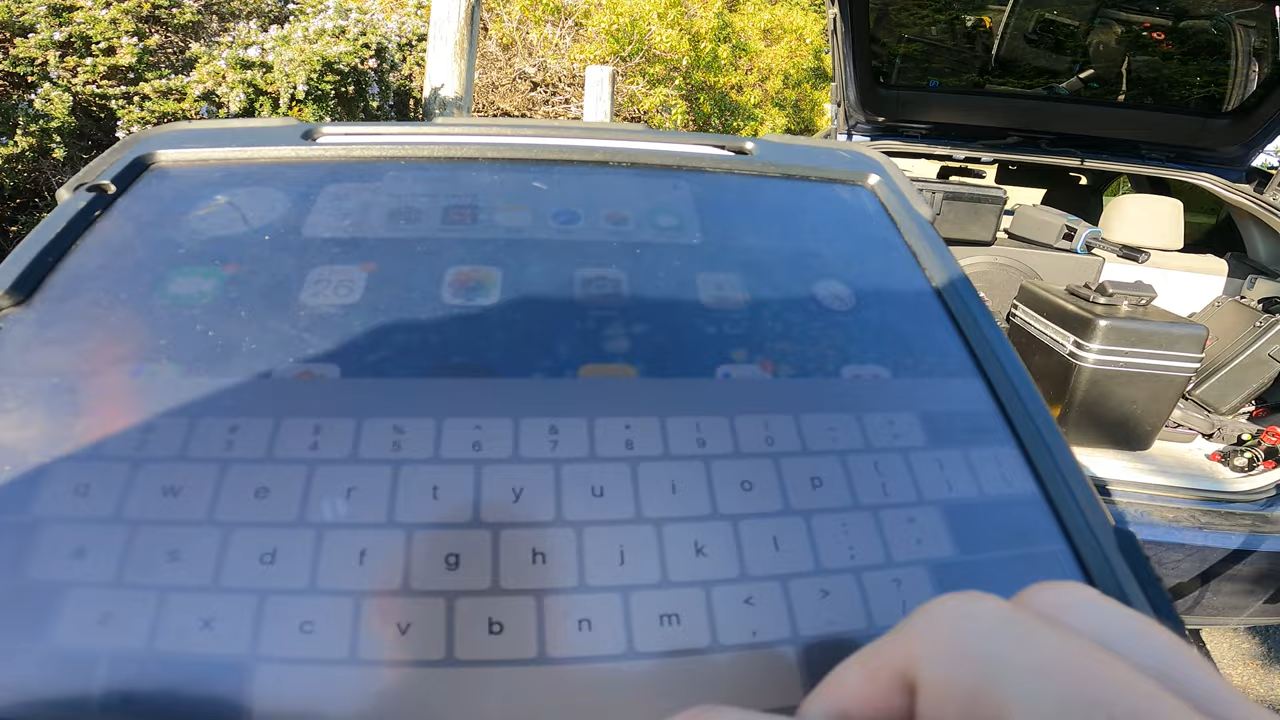 26
# $ % ^ & * ( )
3 4 5 6 7 8 9 0
q w e r t y u i o p { }
[ ]
a s d f g h j k l :
;
z x c v b n m < > ?
, . /